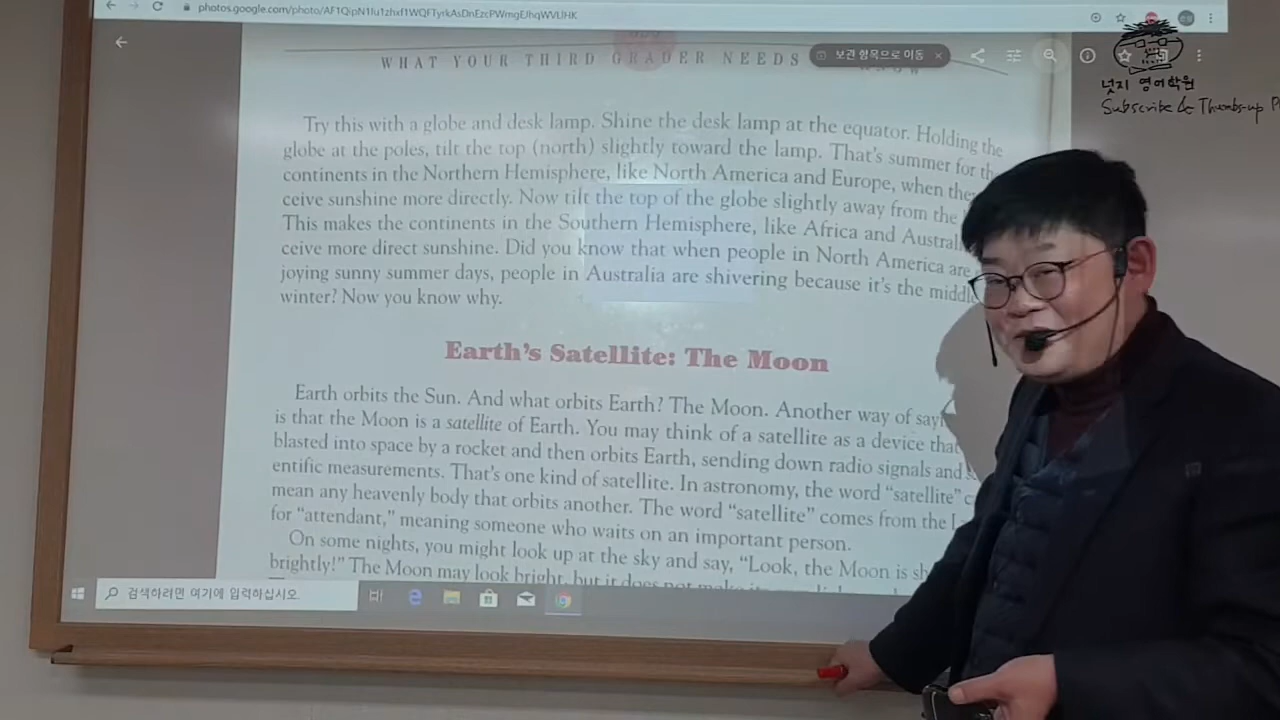 photos.google.com/photo/AF1QipN1lu1zhxf1WQFTyrkAsDnEzcPWmgEJhqWVIJHK
WHAT YOUR THIRD GRADER NEEDS
보관 항목으로 이동
넛지 영어학원
Subscribe & Thumbs-up
Try this with a globe and desk lamp. Shine the desk lamp at the equator. Holding the
globe at the poles, tilt the top (north) slightly toward the lamp. That's summer for
continents in the Northern Hemisphere, like North America and Europe, when
ceive sunshine more directly. Now tilt the top of the globe slightly away from the
This makes the continents in the Southern Hemisphere, like Africa and
ceive more direct sunshine. Did you know that when people in North America are
joying sunny summer days, people in Australia are shivering because it's the
winter? Now you know why.
Earth's Satellite: The Moon
Earth orbits the Sun. And what orbits Earth? The Moon. Another way of
is that the Moon is a satellite of Earth. You may think of a satellite as a device
blasted into space by a rocket and then orbits Earth, sending down radio signals and
entific measurements. That's one kind of satellite. In astronomy, the word "satellite"
mean any heavenly body that orbits another. The word "satellite" comes from the
for "attendant," meaning someone who waits on an important person.
On some nights, you might look up at the sky and say, "Look, the Moon is
brightly!" The Moon may look bright, but it does not make
검색하려면 여기에 입력하십시오.